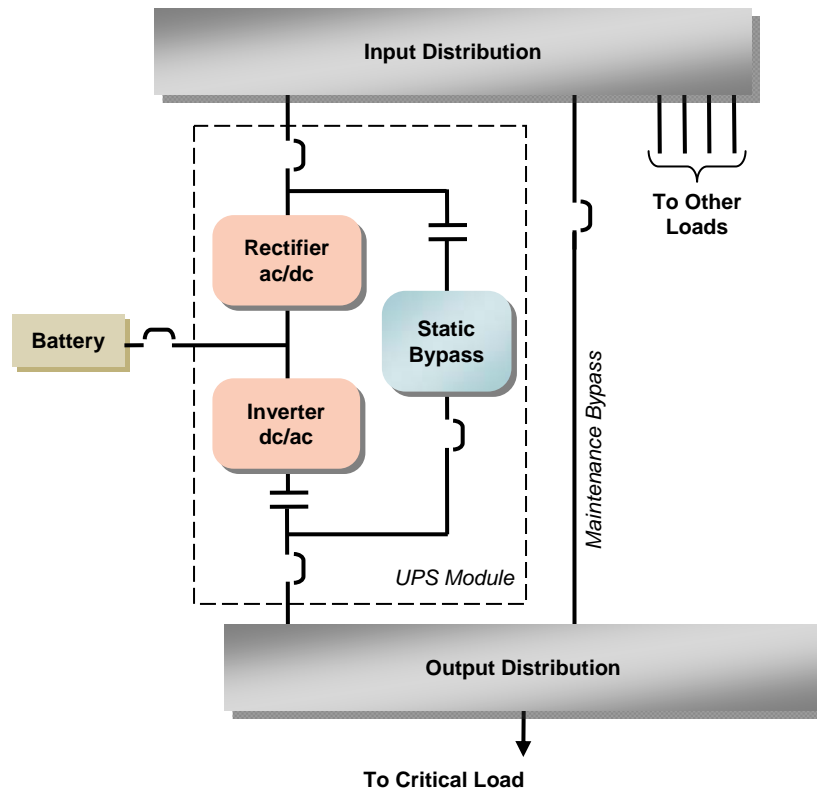 Input Distribution
To Other
Loads
Rectifier
ac/dc
Battery
Static
Bypass
Inverter
dc/ac
Maintenance Bypass
UPS Module
Output Distribution
To Critical Load